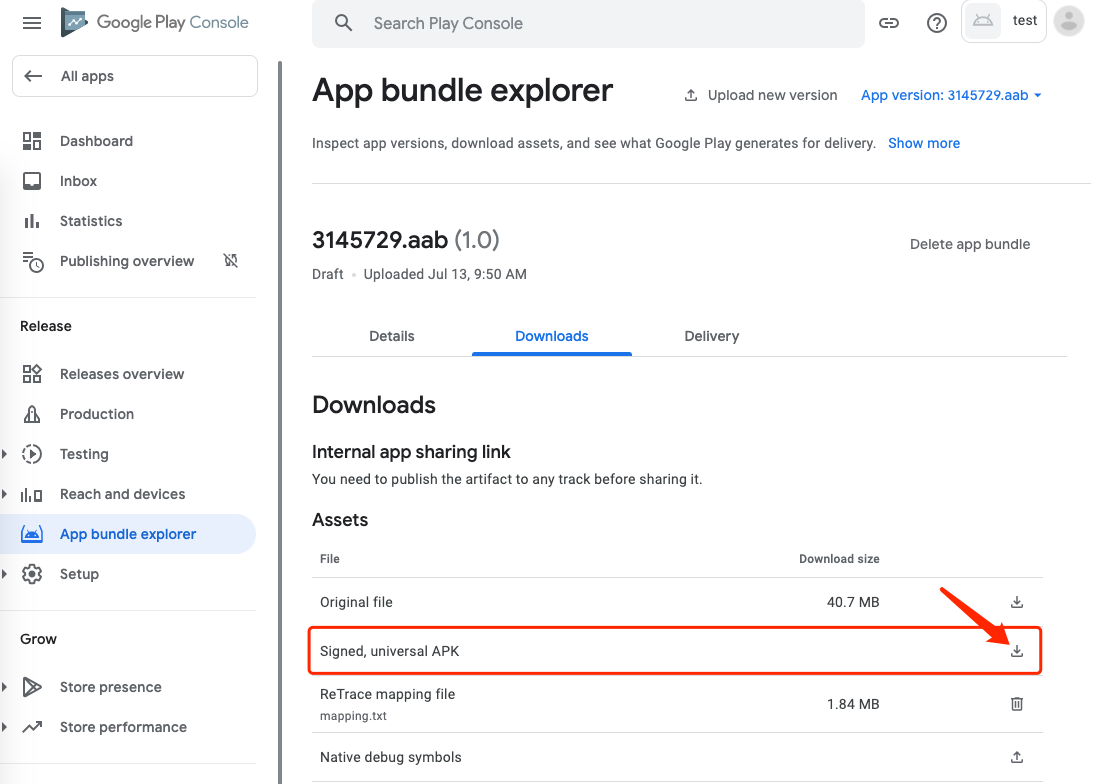 Google Play Console
Search Play Console
test
All apps
Dashboard
Inbox
Statistics
Publishing overview
Release
Releases overview
Production
Testing
Reach and devices
App bundle explorer
Setup
Grow
Store presence
Store performance
App bundle explorer
Upload new version
App version: 3145729.aab
Inspect app versions, download assets, and see what Google Play generates for delivery. Show more
3145729.aab (1.0)
Delete app bundle
Draft • Uploaded Jul 13, 9:50 AM
Details Downloads Delivery
Downloads
Internal app sharing link
You need to publish the artifact to any track before sharing it.
Assets
File Download size
Original file 40.7 MB
Signed, universal APK
ReTrace mapping file 1.84 MB
mapping.txt
Native debug symbols